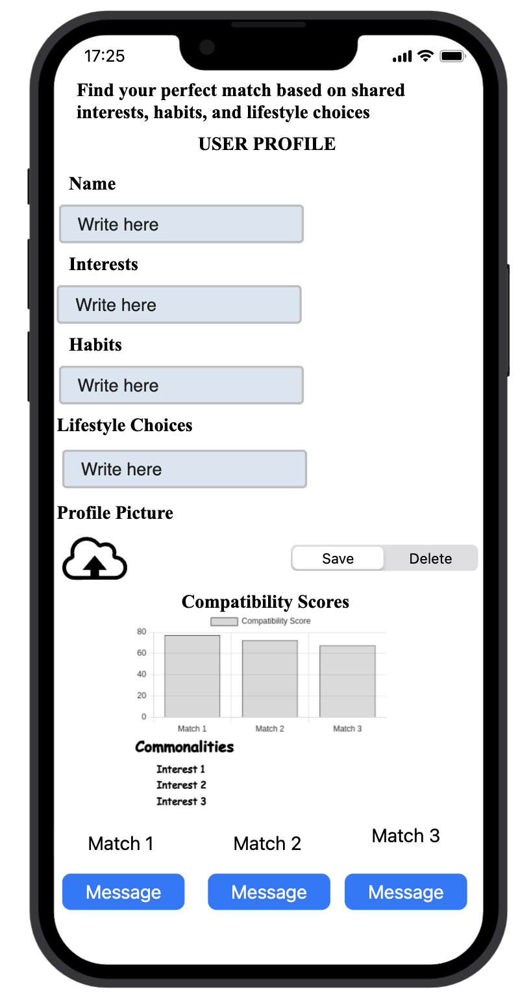 17:25
Find your perfect match based on shared
interests, habits, and lifestyle choices
USER PROFILE
Name
Write here
Interests
Write here
Habits
Write here
Lifestyle Choices
Write here
Profile Picture
Save Delete
Compatibility Scores
Compatibility Score
80
60
40
20
0
Match 1 Match 2 Match 3
Commonalities
Interest 1
Interest 2
Interest 3
Match 1 Match 2 Match 3
Message Message Message